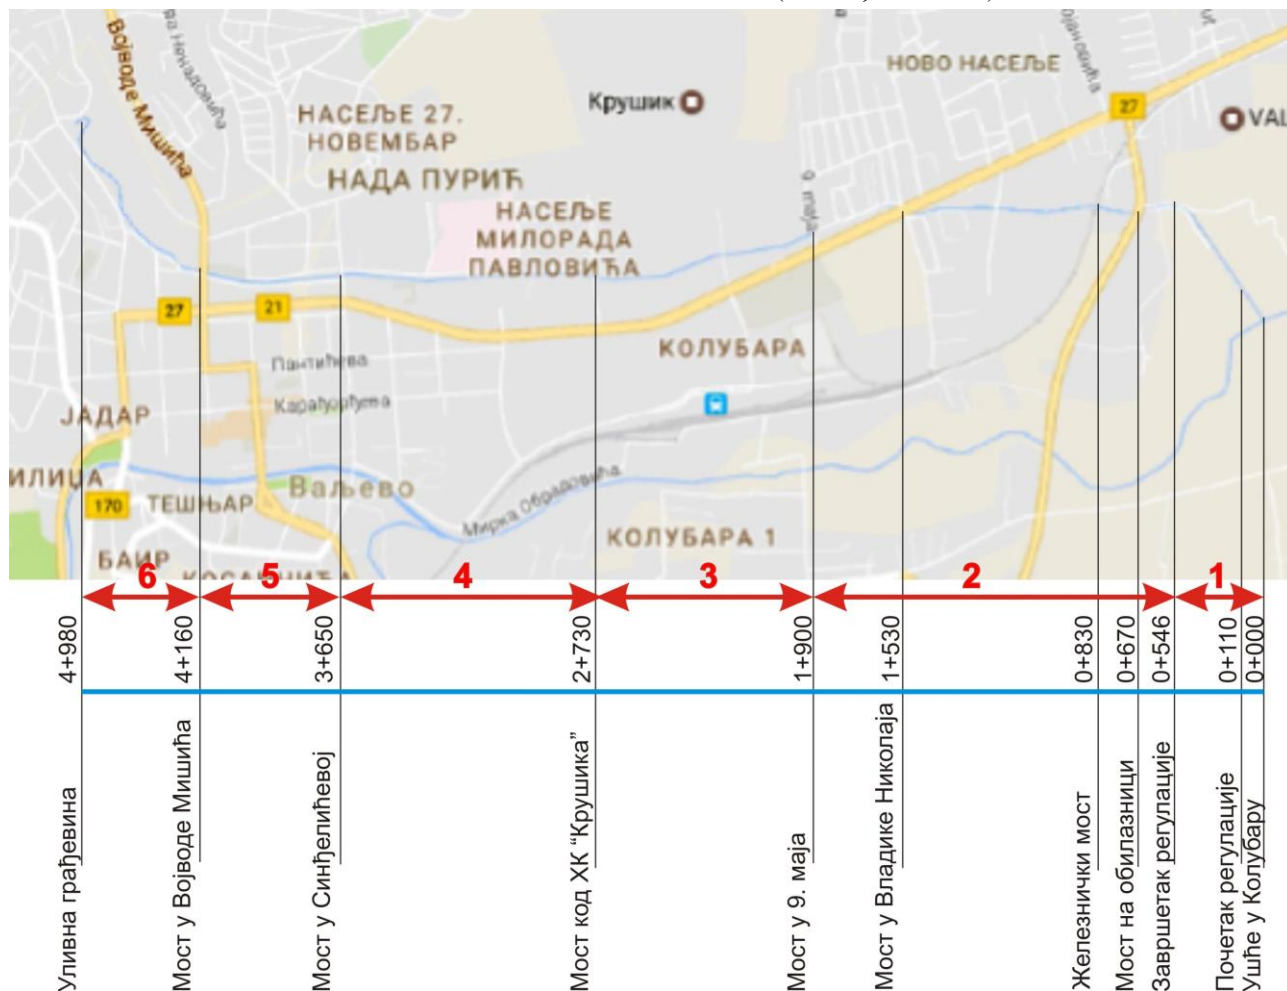 Војводе Мишића
Ненадовића
НАСЕЉЕ 27.
НОВЕМБАР
НАДА ПУРИЋ
Крушик
НОВО НАСЕЉЕ
27
VAL
9. maja
НАСЕЉЕ
МИЛОРАДА
ПАВЛОВИЋА
27
21
КОЛУБАРА
Пантићева
Карађорђева
ЈАДАР
ИЛИЏА
170
ТЕШЊАР
Ваљево
Мирка Обрадовића
КОЛУБАРА 1
БАИР
6
5
4
3
2
1
4+980
4+160
3+650
2+730
1+900
1+530
0+830
0+670
0+546
0+110
0+000
Уливна грађевина
Мост у Војводе Мишића
Мост у Синђелићевој
Мост код ХК “Крушика”
Мост у 9. маја
Мост у Владике Николаја
Железнички мост
Мост на обилазници
Завршетак регулације
Почетак регулације
Ушће у Колубару